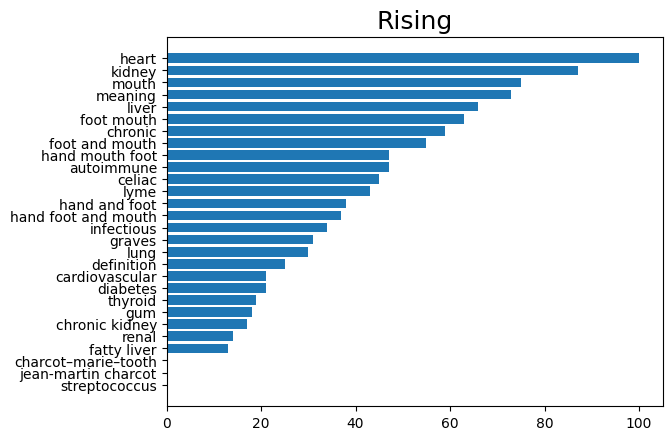 Rising
heart
kidney
mouth
meaning
liver
foot mouth
chronic
foot and mouth
hand mouth foot
autoimmune
celiac
lyme
hand and foot
hand foot and mouth
infectious
graves
lung
definition
cardiovascular
diabetes
thyroid
gum
chronic kidney
renal
fatty liver
charcot–marie–tooth
jean-martin charcot
streptococcus
0 20 40 60 80 100